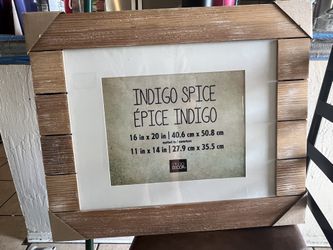 INDIGO SPICE
ÉPICE INDIGO
16 in x 20 in | 40.6 cm x 50.8 cm
11 in x 14 in | 27.9 cm x 35.5 cm